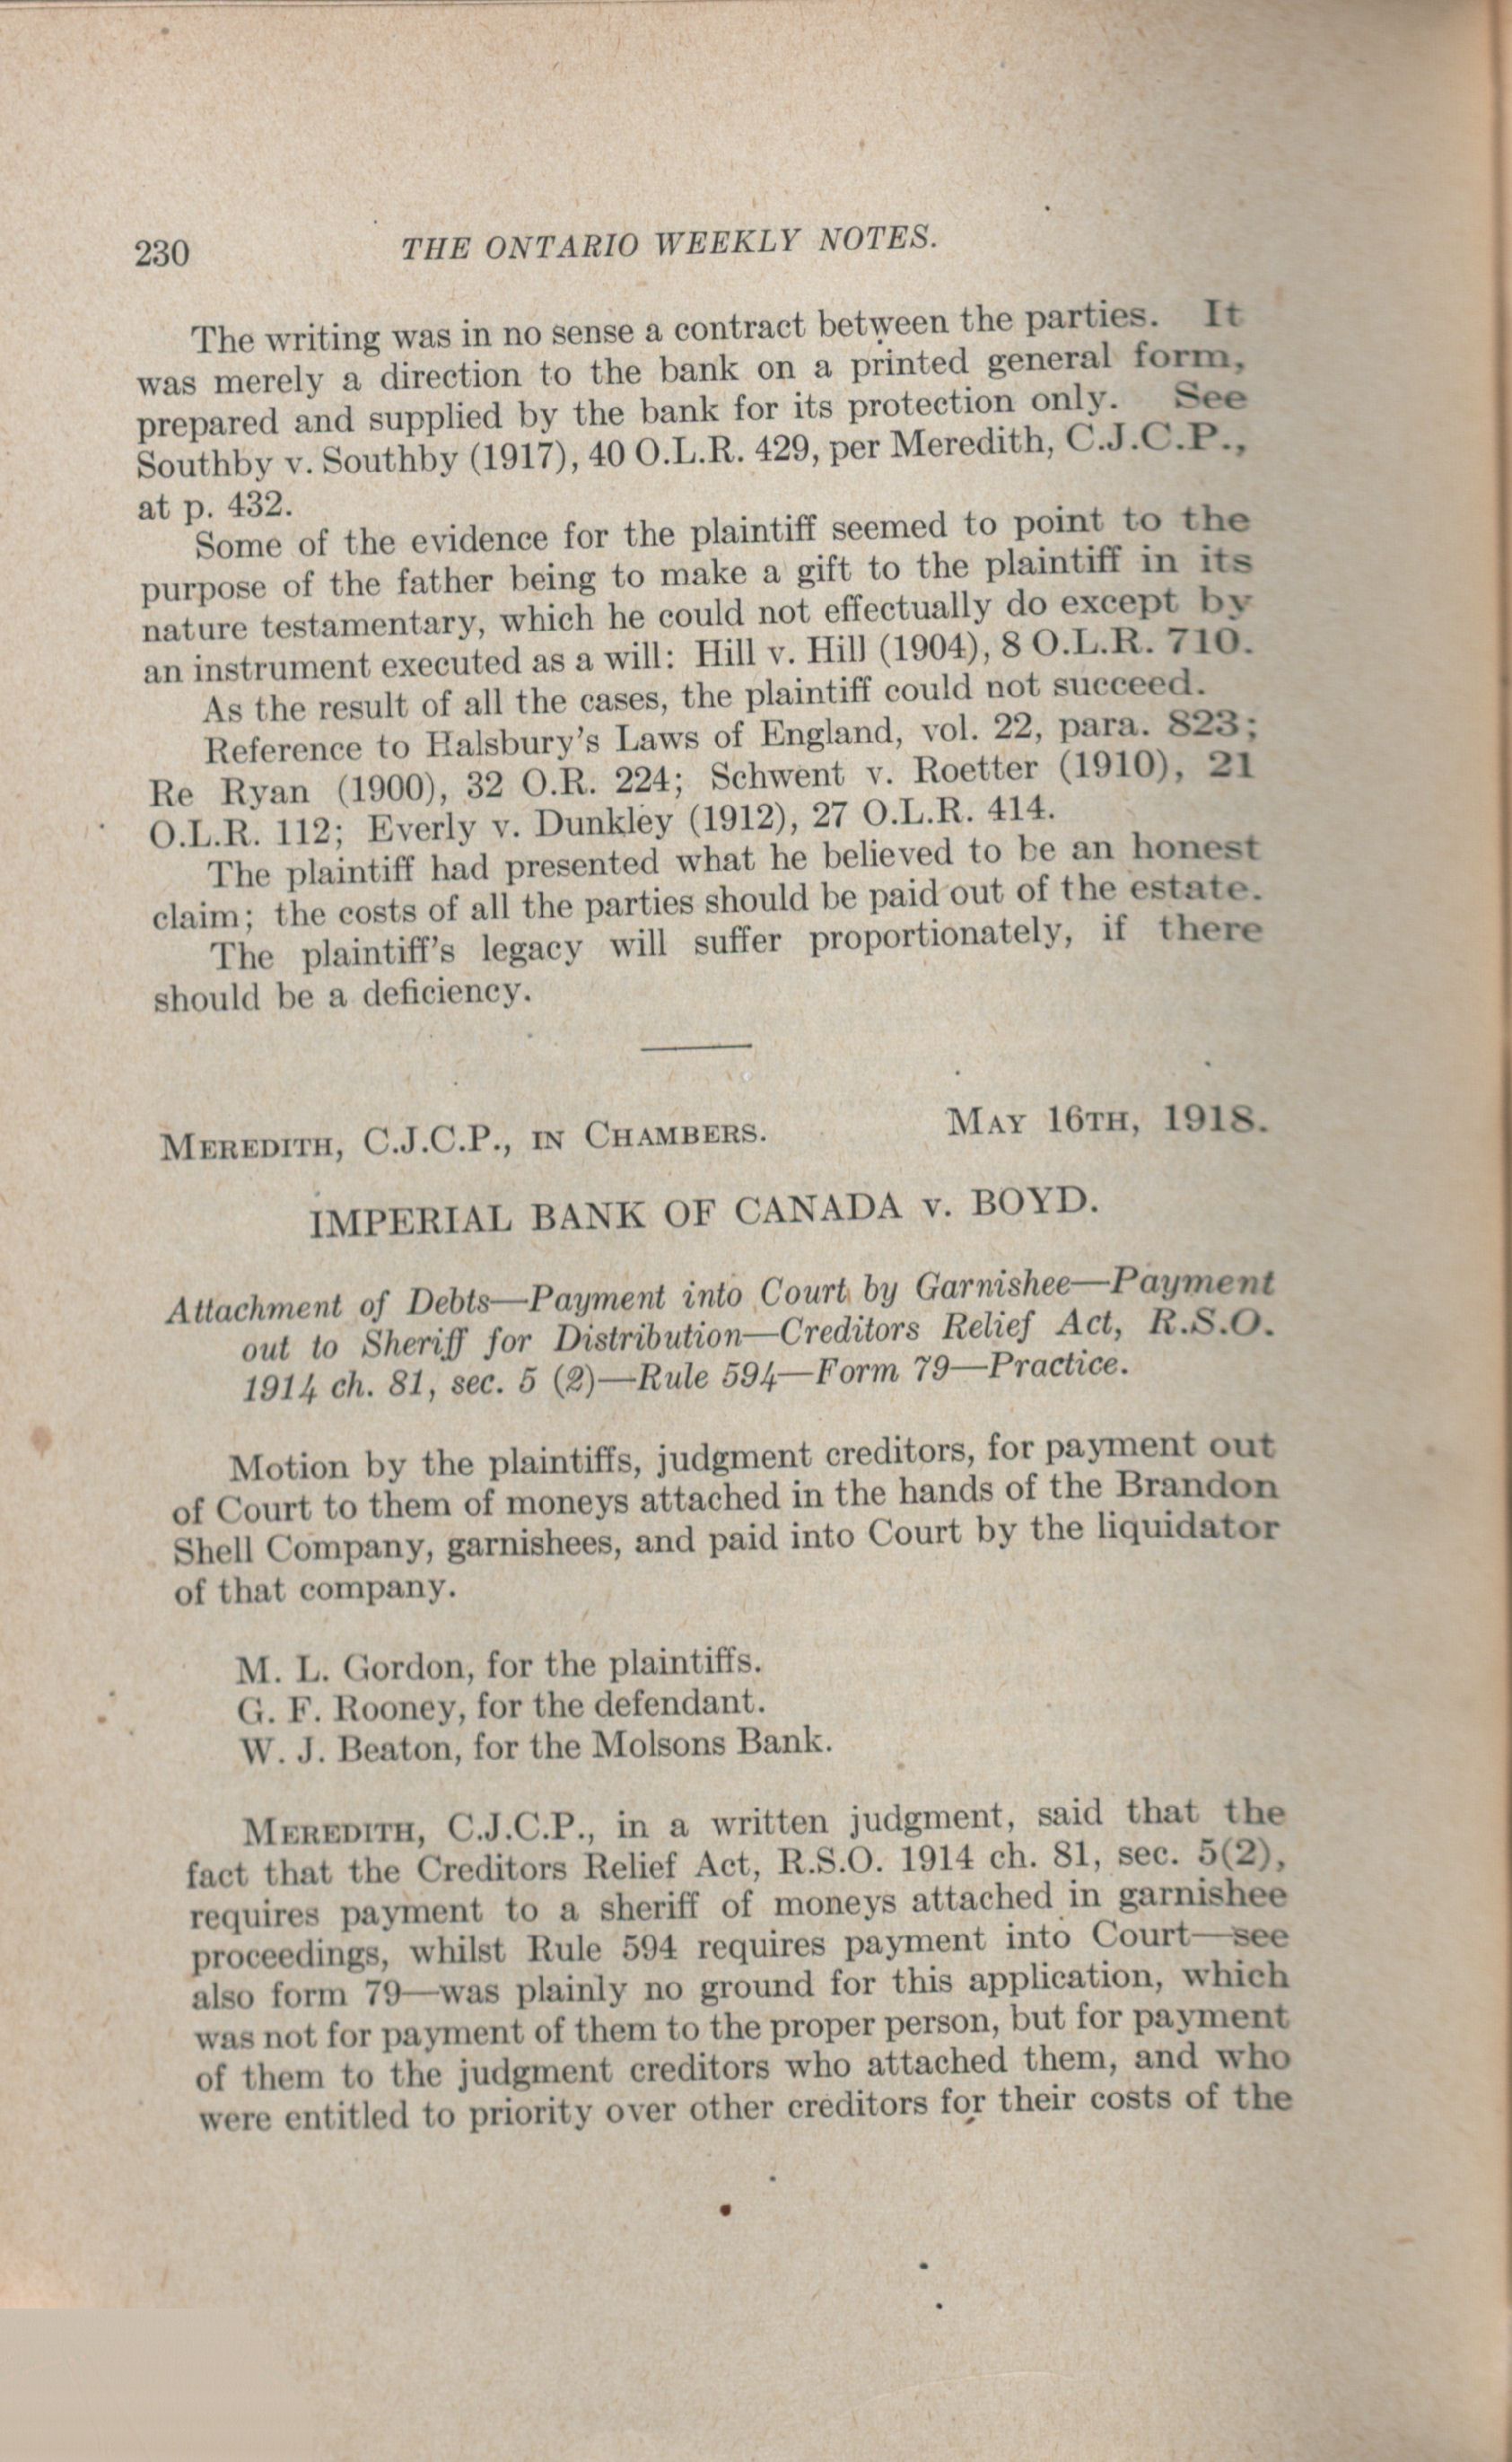 230 THE ONTARIO WEEKLY NOTES.
The writing was in no sense a contract between the parties. It
was merely a direction to the bank on a printed general form,
prepared and supplied by the bank for its protection only. See
Southby v. Southby (1917), 40 O.L.R. 429, per Meredith, C.J.C.P.,
at p. 432.
Some of the evidence for the plaintiff seemed to point to the
purpose of the father being to make a gift to the plaintiff in its
nature testamentary, which he could not effectually do except by
an instrument executed as a will: Hill v. Hill (1904), 8 O.L.R. 710.
As the result of all the cases, the plaintiff could not succeed.
Reference to Halsbury's Laws of England, vol. 22, para. 823;
Re Ryan (1900), 32 O.R. 224; Schwent v. Roetter (1910), 21
O.L.R. 112; Everly v. Dunkley (1912), 27 O.L.R. 414.
The plaintiff had presented what he believed to be an honest
claim; the costs of all the parties should be paid out of the estate.
The plaintiff's legacy will suffer proportionately, if there
should be a deficiency.
MEREDITH, C.J.C.P., IN CHAMBERS. MAY 16TH, 1918.
IMPERIAL BANK OF CANADA v. BOYD.
Attachment of Debts—Payment into Court by Garnishee—Payment
out to Sheriff for Distribution—Creditors Relief Act, R.S.O.
1914 ch. 81, sec. 5 (2)—Rule 594—Form 79—Practice.
Motion by the plaintiffs, judgment creditors, for payment out
of Court to them of moneys attached in the hands of the Brandon
Shell Company, garnishees, and paid into Court by the liquidator
of that company.
M. L. Gordon, for the plaintiffs.
G. F. Rooney, for the defendant.
W. J. Beaton, for the Molsons Bank.
MEREDITH, C.J.C.P., in a written judgment, said that the
fact that the Creditors Relief Act, R.S.O. 1914 ch. 81, sec. 5(2),
requires payment to a sheriff of moneys attached in garnishee
proceedings, whilst Rule 594 requires payment into Court—see
also form 79—was plainly no ground for this application, which
was not for payment of them to the proper person, but for payment
of them to the judgment creditors who attached them, and who
were entitled to priority over other creditors for their costs of the